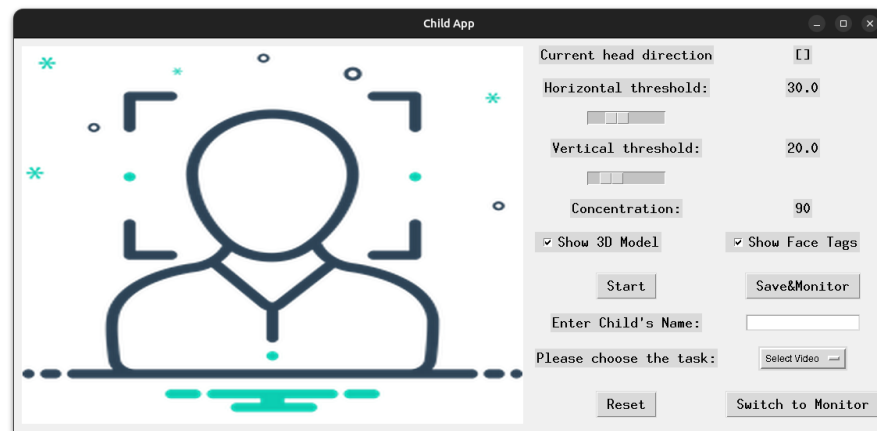 Child App
Current head direction []
Horizontal threshold: 30.0
Vertical threshold: 20.0
Concentration: 90
Show 3D Model Show Face Tags
Start Save&Monitor
Enter Child's Name:
Please choose the task: Select Video
Reset Switch to Monitor